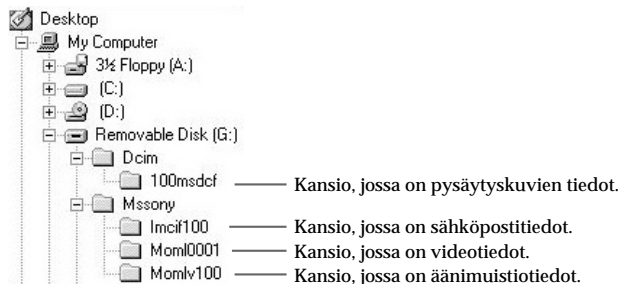 Desktop
My Computer
3½ Floppy (A:)
(C:)
(D:)
Removable Disk (G:)
Dcim
100msdcf Kansio, jossa on pysäytyskuvien tiedot.
Mssony
Imcif100 Kansio, jossa on sähköpostitiedot.
Moml0001 Kansio, jossa on videotiedot.
Momlv100 Kansio, jossa on äänimuistiotiedot.